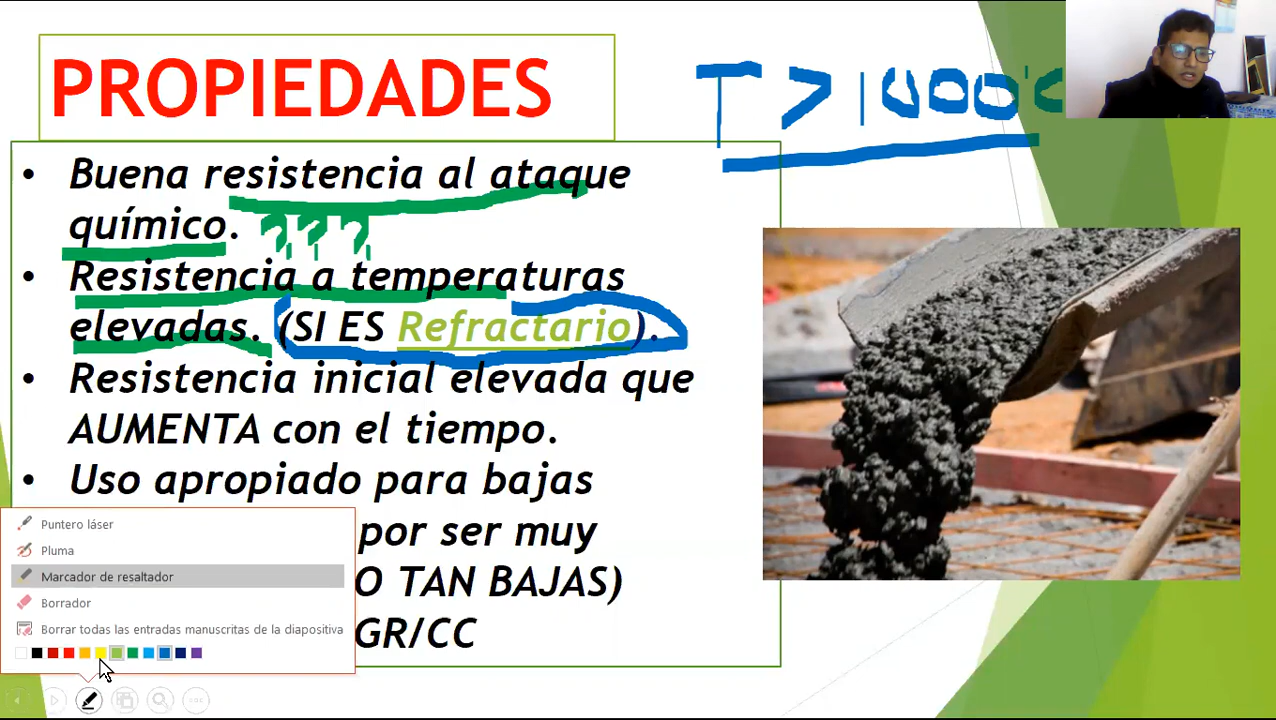 PROPIEDADES
T > 1000°C
• Buena resistencia al ataque
químico. ???
• Resistencia a temperaturas
elevadas. (SI ES Refractario).
• Resistencia inicial elevada que
AUMENTA con el tiempo.
• Uso apropiado para bajas
por ser muy
O TAN BAJAS)
GR/CC
Puntero láser
Pluma
Marcador de resaltador
Borrador
Borrar todas las entradas manuscritas de la diapositiva